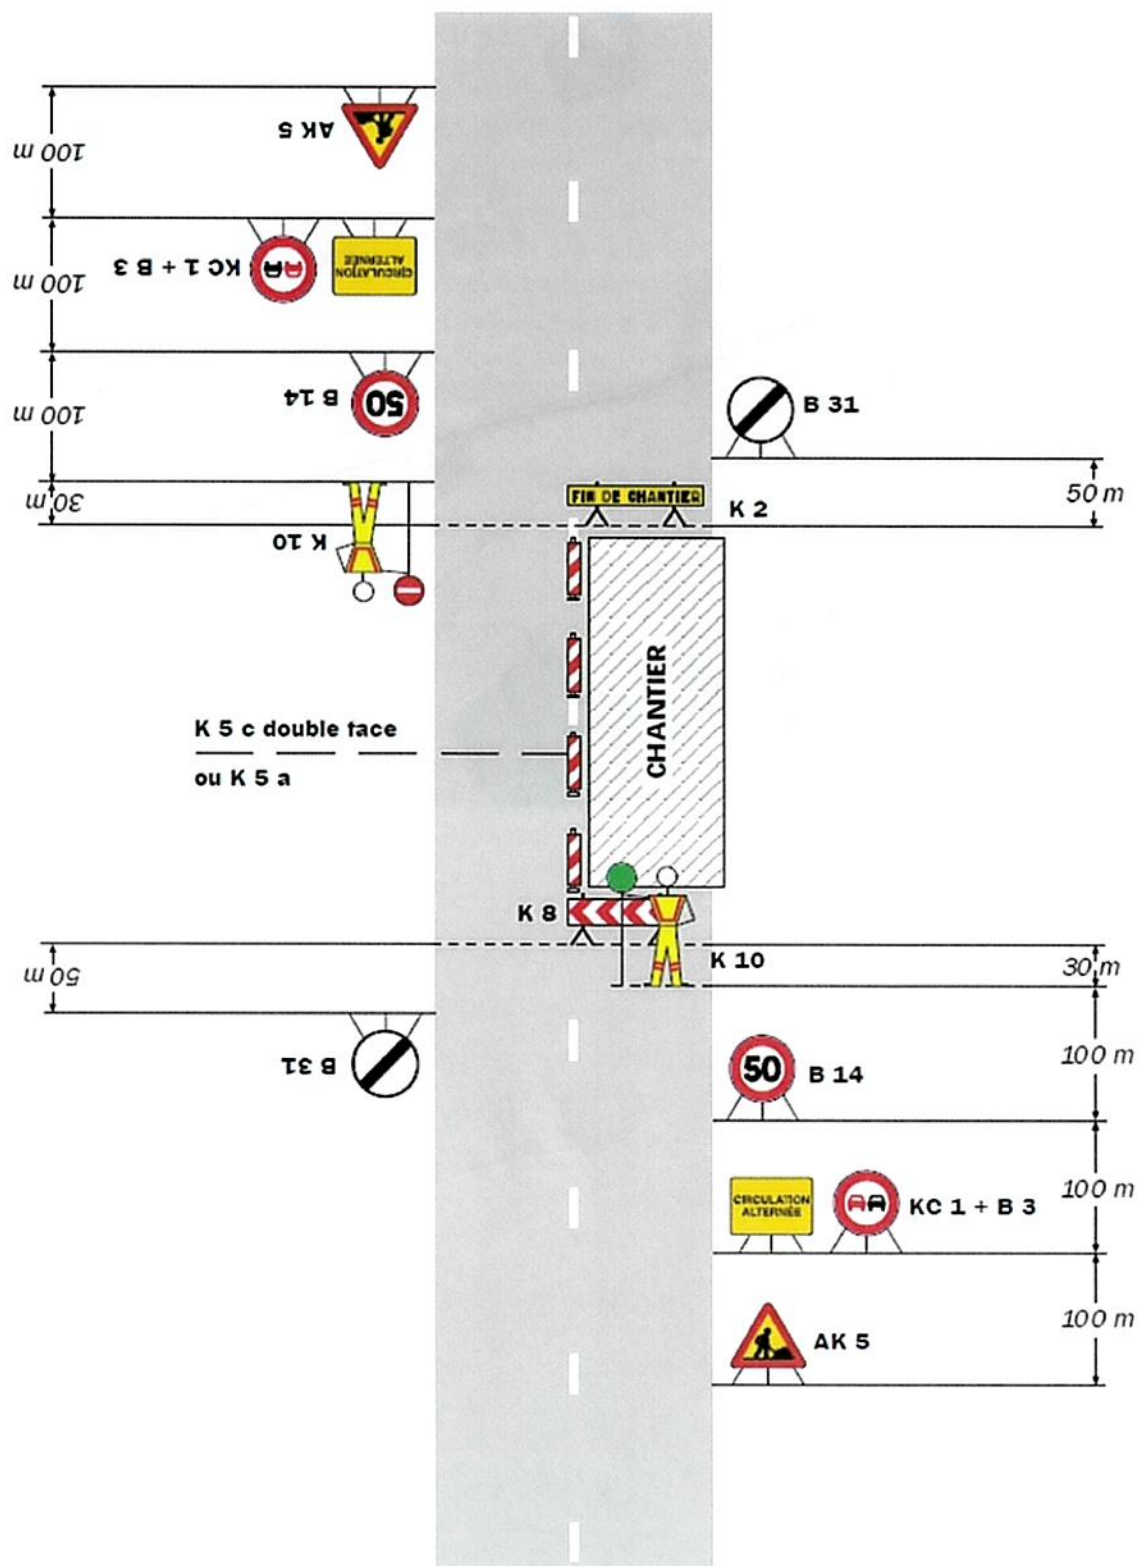 AK 5
100 m
CIRCULATION
ALTERNÉE
KC 1 + B 3
100 m
50
B 14
100 m
B 31
50 m
30 m
K 10
FIN DE CHANTIER
K 2
CHANTIER
K 5 c double face
ou K 5 a
K 8
K 10
30 m
50 m
B 31
50
B 14
100 m
CIRCULATION
ALTERNÉE
KC 1 + B 3
100 m
AK 5
100 m